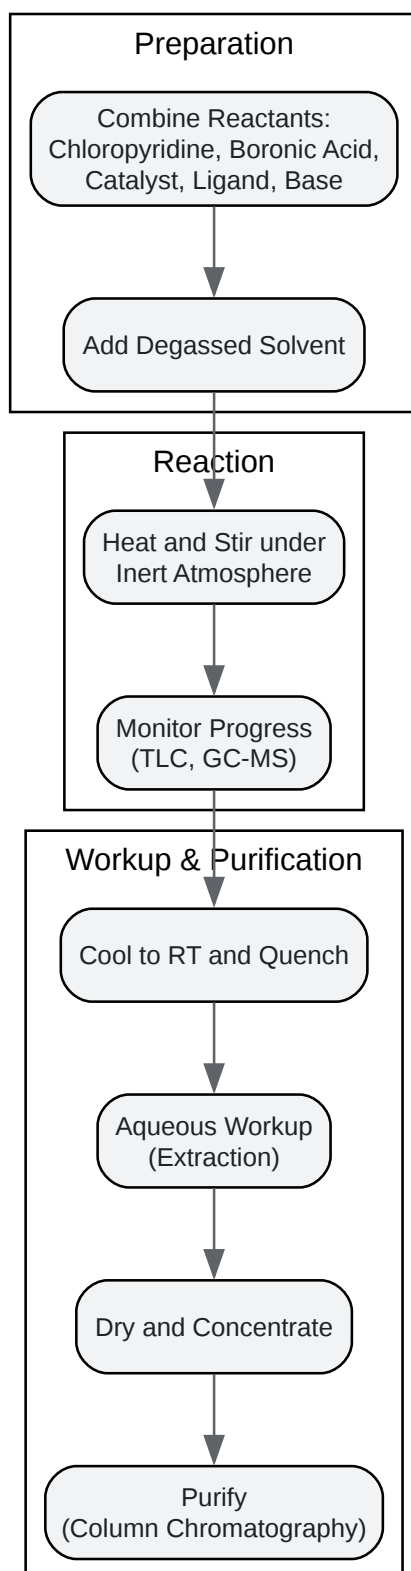 Preparation
Combine Reactants:
Chloropyridine, Boronic Acid,
Catalyst, Ligand, Base
Add Degassed Solvent
Reaction
Heat and Stir under
Inert Atmosphere
Monitor Progress
(TLC, GC-MS)
Workup & Purification
Cool to RT and Quench
Aqueous Workup
(Extraction)
Dry and Concentrate
Purify
(Column Chromatography)